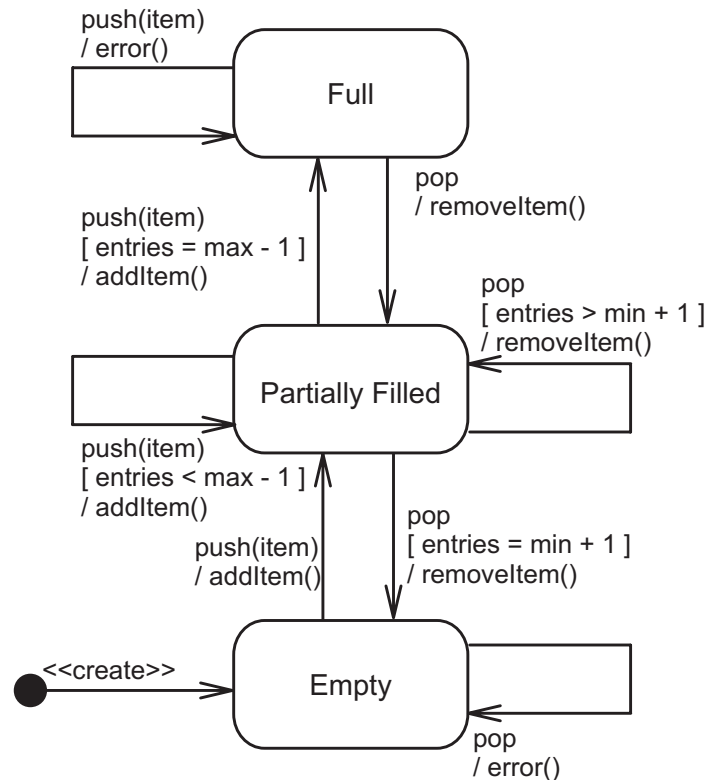 push(item)
/ error()
Full
pop
/ removeItem()
push(item)
[ entries = max - 1 ]
/ addItem()
pop
[ entries > min + 1 ]
/ removeItem()
Partially Filled
push(item)
[ entries < max - 1 ]
/ addItem()
pop
[ entries = min + 1 ]
/ removeItem()
push(item)
/ addItem()
<<create>>
Empty
pop
/ error()